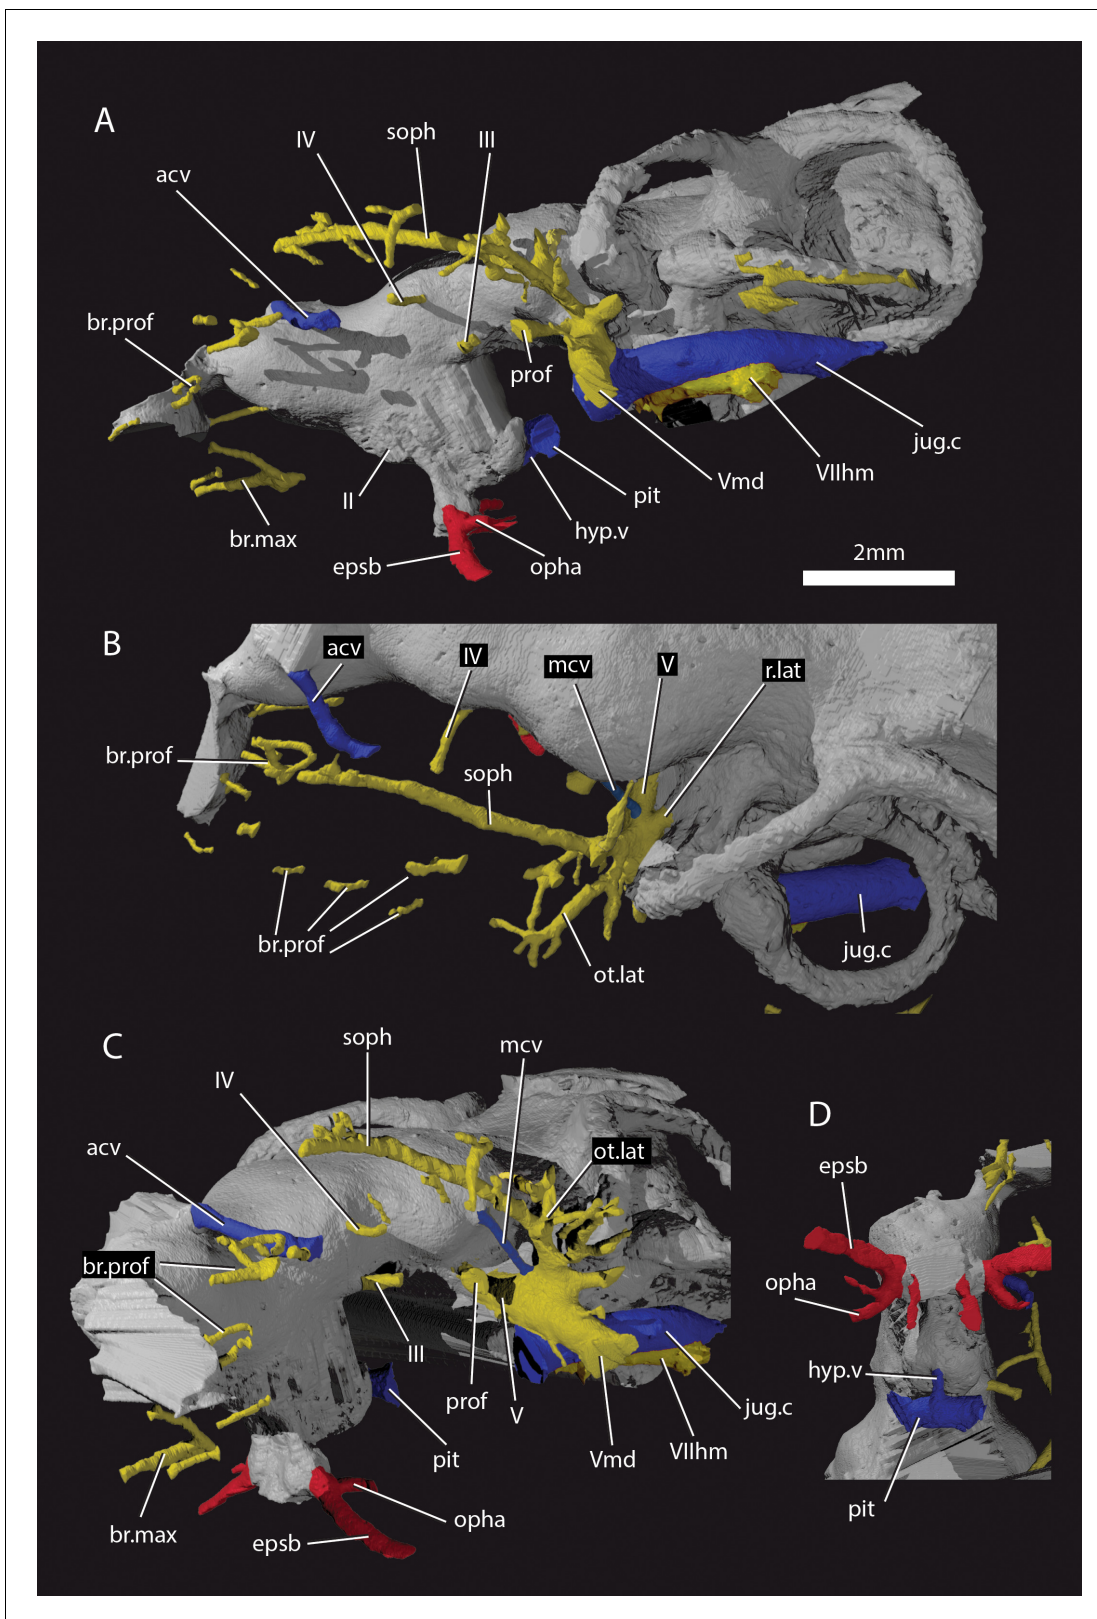 A
IV
soph
III
acv
br.prof
prof
jug.c
Vmd
VIIhm
pit
II
hyp.v
br.max
epsb
opha
2mm
B
acv
IV
mcv
V
r.lat
br.prof
soph
br.prof
jug.c
ot.lat
C
soph
mcv
IV
ot.lat
acv
br.prof
III
prof
V
jug.c
VIIhm
Vmd
pit
opha
br.max
epsb
D
epsb
opha
hyp.v
pit